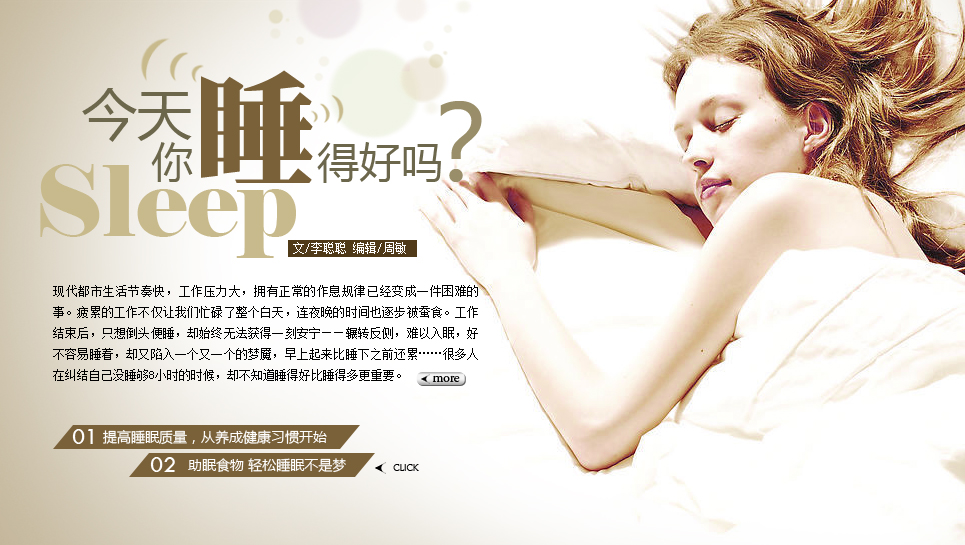 今天
你睡得好吗?
Sleep
文/李聪聪 编辑/周敏
现代都市生活节奏快，工作压力大，拥有正常的作息规律已经变成一件困难的
事。疲累的工作不仅让我们忙碌了整个白天，连夜晚的时间也逐步被蚕食。工作
结束后，只想倒头便睡，却始终无法获得一刻安宁——辗转反侧，难以入眠，好
不容易睡着，却又陷入一个又一个的梦魇，早上起来比睡下之前还累……很多人
在纠结自己没睡够8小时的时候，却不知道睡得好比睡得多更重要。
more
01 提高睡眠质量，从养成健康习惯开始
02 助眠食物 轻松睡眠不是梦
CLICK